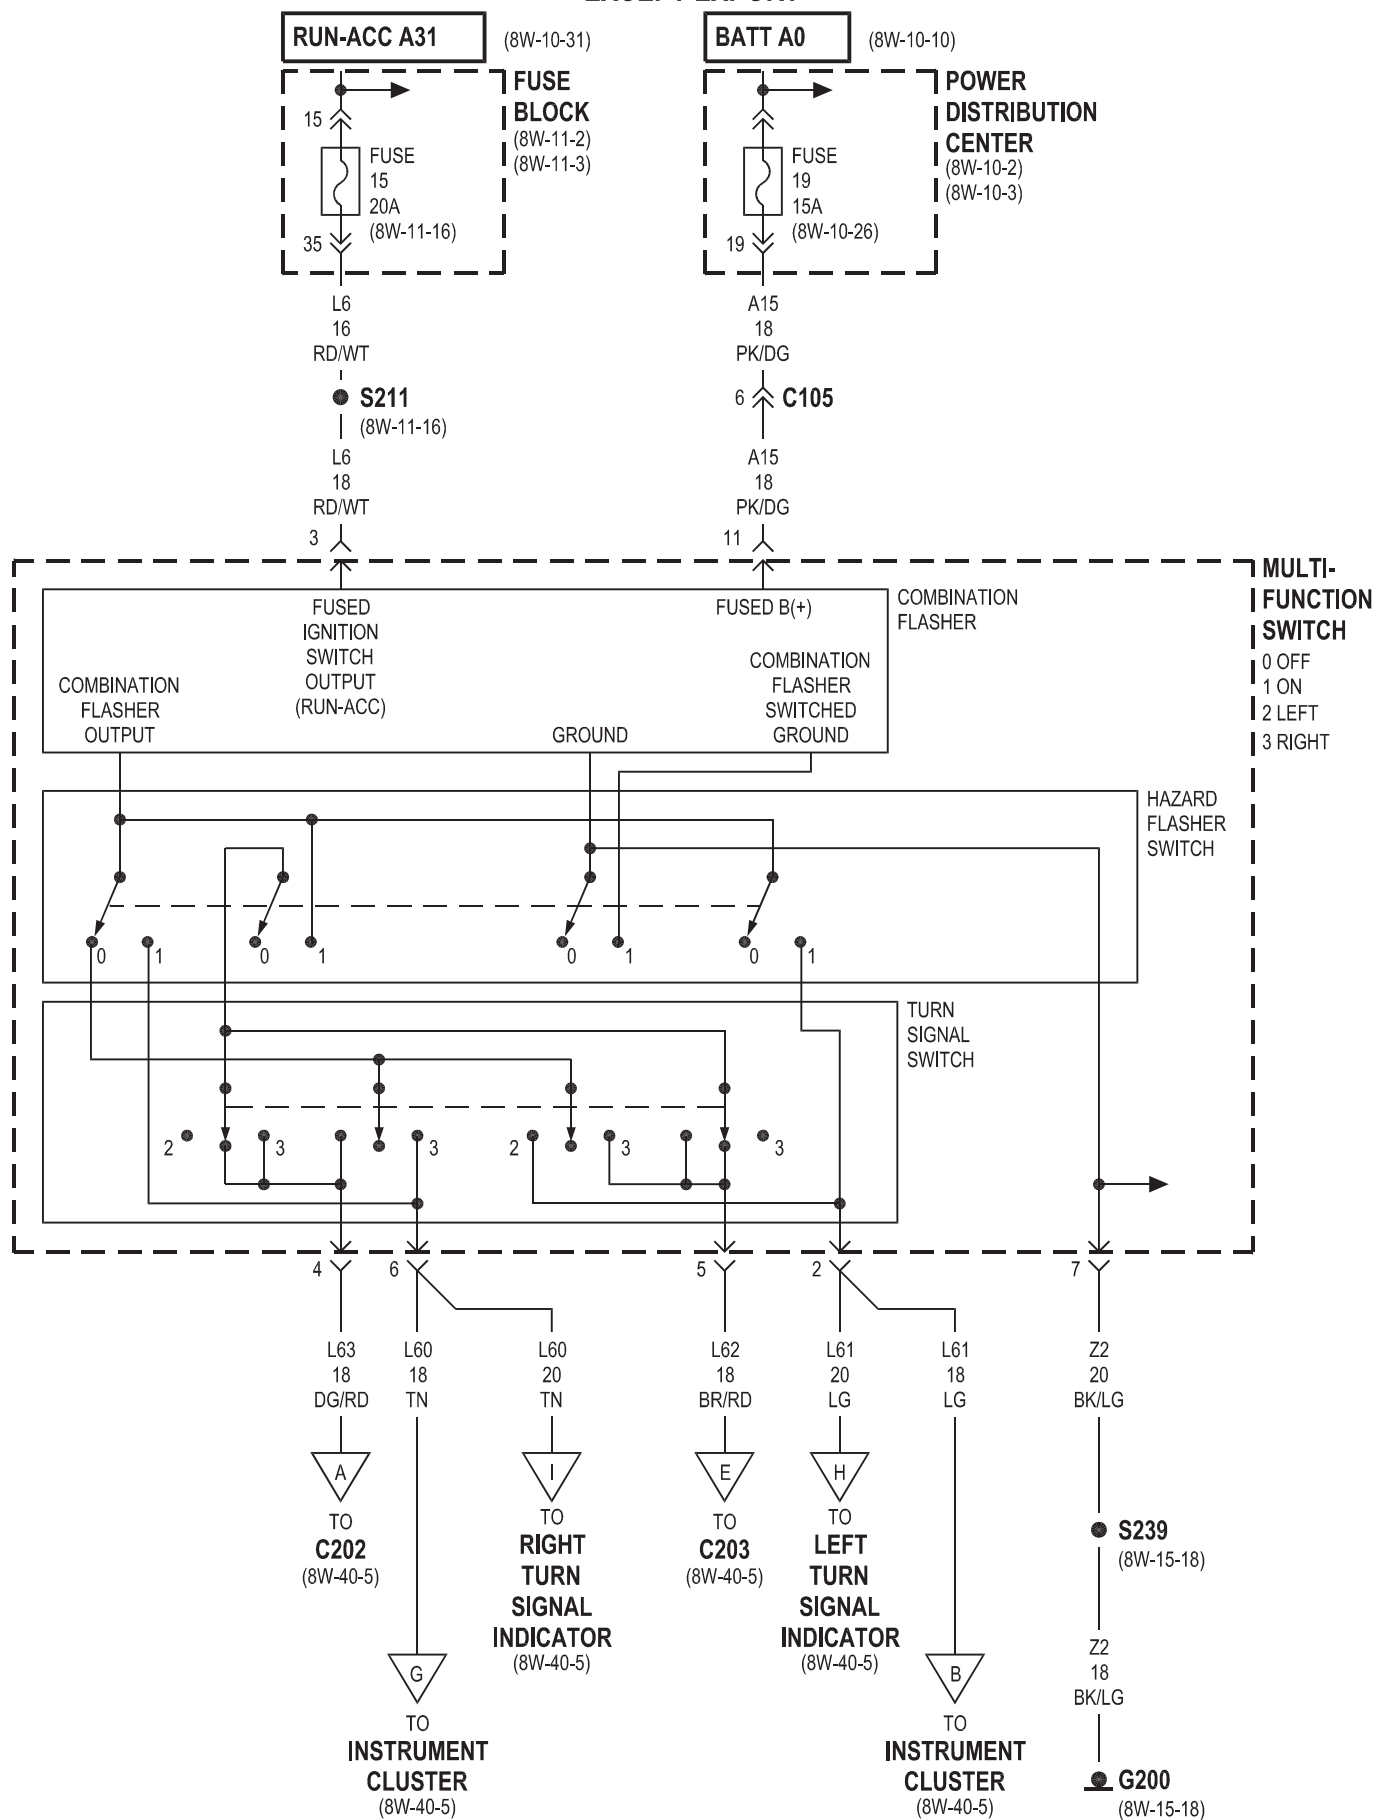 RUN-ACC A31
(8W-10-31)
BATT A0
(8W-10-10)
FUSE
BLOCK
(8W-11-2)
(8W-11-3)
15
FUSE
15
20A
(8W-11-16)
35
POWER
DISTRIBUTION
CENTER
(8W-10-2)
(8W-10-3)
FUSE
19
15A
(8W-10-26)
19
L6
16
RD/WT
A15
18
PK/DG
S211
(8W-11-16)
6
C105
L6
18
RD/WT
A15
18
PK/DG
3
11
MULTI-
FUNCTION
SWITCH
0 OFF
1 ON
2 LEFT
3 RIGHT
COMBINATION
FLASHER
FUSED
IGNITION
SWITCH
OUTPUT
(RUN-ACC)
FUSED B(+)
COMBINATION
FLASHER
OUTPUT
GROUND
COMBINATION
FLASHER
SWITCHED
GROUND
HAZARD
FLASHER
SWITCH
0
1
0
1
0
1
0
1
TURN
SIGNAL
SWITCH
2
3
3
2
3
3
4
6
5
2
7
L63
18
DG/RD
L60
18
TN
L60
20
TN
L62
18
BR/RD
L61
20
LG
L61
18
LG
Z2
20
BK/LG
A
TO
C202
(8W-40-5)
I
TO
RIGHT
TURN
SIGNAL
INDICATOR
(8W-40-5)
E
TO
C203
(8W-40-5)
H
TO
LEFT
TURN
SIGNAL
INDICATOR
(8W-40-5)
S239
(8W-15-18)
G
TO
INSTRUMENT
CLUSTER
(8W-40-5)
B
TO
INSTRUMENT
CLUSTER
(8W-40-5)
Z2
18
BK/LG
G200
(8W-15-18)